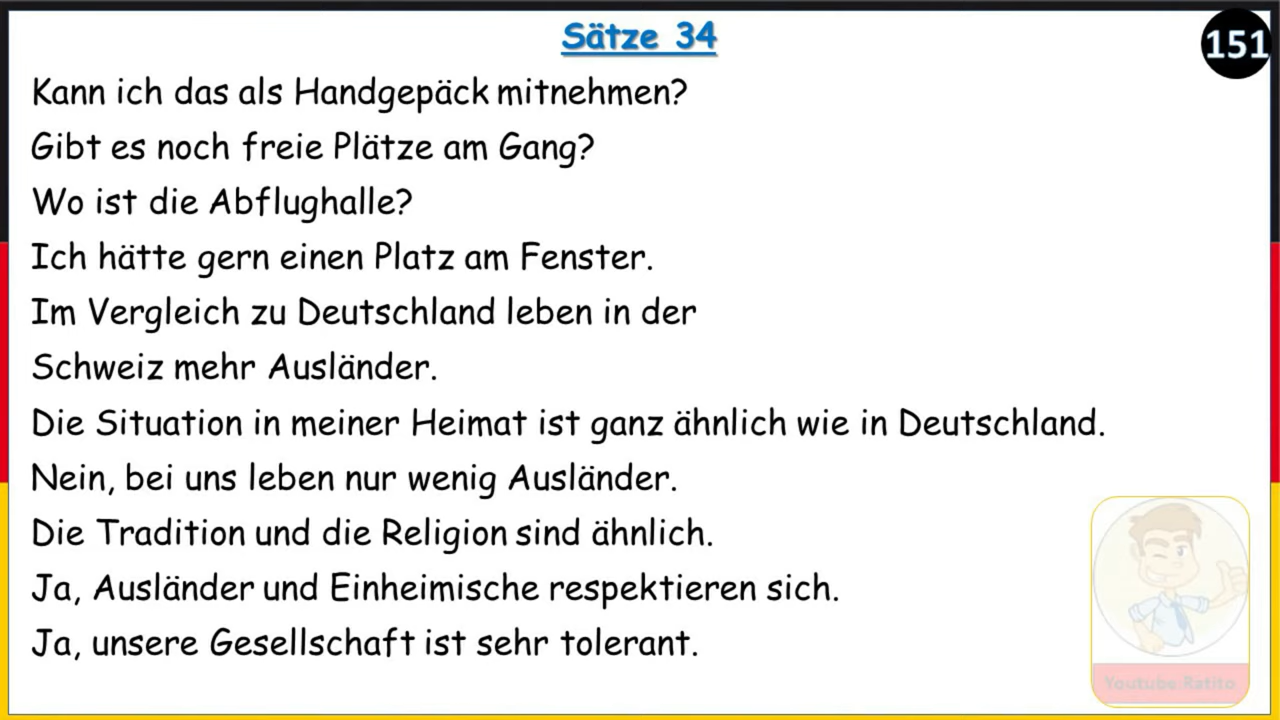 Sätze 34
151
Kann ich das als Handgepäck mitnehmen?
Gibt es noch freie Plätze am Gang?
Wo ist die Abflughalle?
Ich hätte gern einen Platz am Fenster.
Im Vergleich zu Deutschland leben in der
Schweiz mehr Ausländer.
Die Situation in meiner Heimat ist ganz ähnlich wie in Deutschland.
Nein, bei uns leben nur wenig Ausländer.
Die Tradition und die Religion sind ähnlich.
Ja, Ausländer und Einheimische respektieren sich.
Ja, unsere Gesellschaft ist sehr tolerant.
Youtube:Ratito